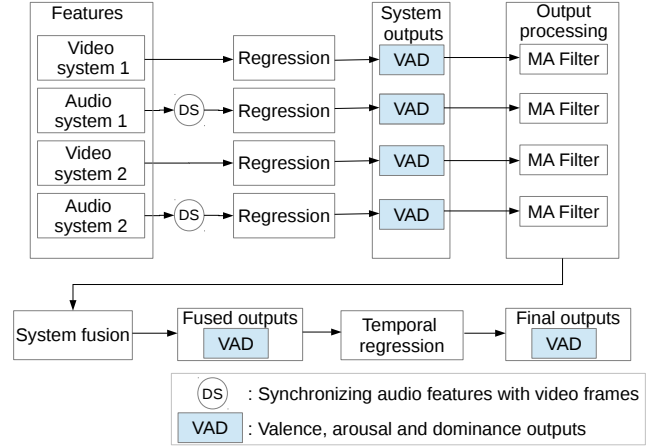 Features
System
outputs
Output
processing
Video
system 1
Regression
VAD
MA Filter
Audio
system 1
DS
Regression
VAD
MA Filter
Video
system 2
Regression
VAD
MA Filter
Audio
system 2
DS
Regression
VAD
MA Filter
System fusion
Fused outputs
VAD
Temporal
regression
Final outputs
VAD
DS : Synchronizing audio features with video frames
VAD : Valence, arousal and dominance outputs